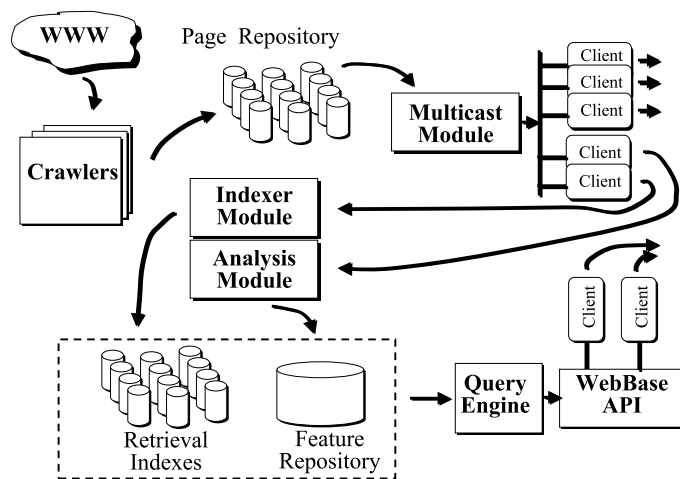 WWW
Page Repository
Client
Client
Client
Multicast
Module
Client
Client
Crawlers
Indexer
Module
Analysis
Module
Client
Client
Query
Engine
WebBase
API
Retrieval
Indexes
Feature
Repository